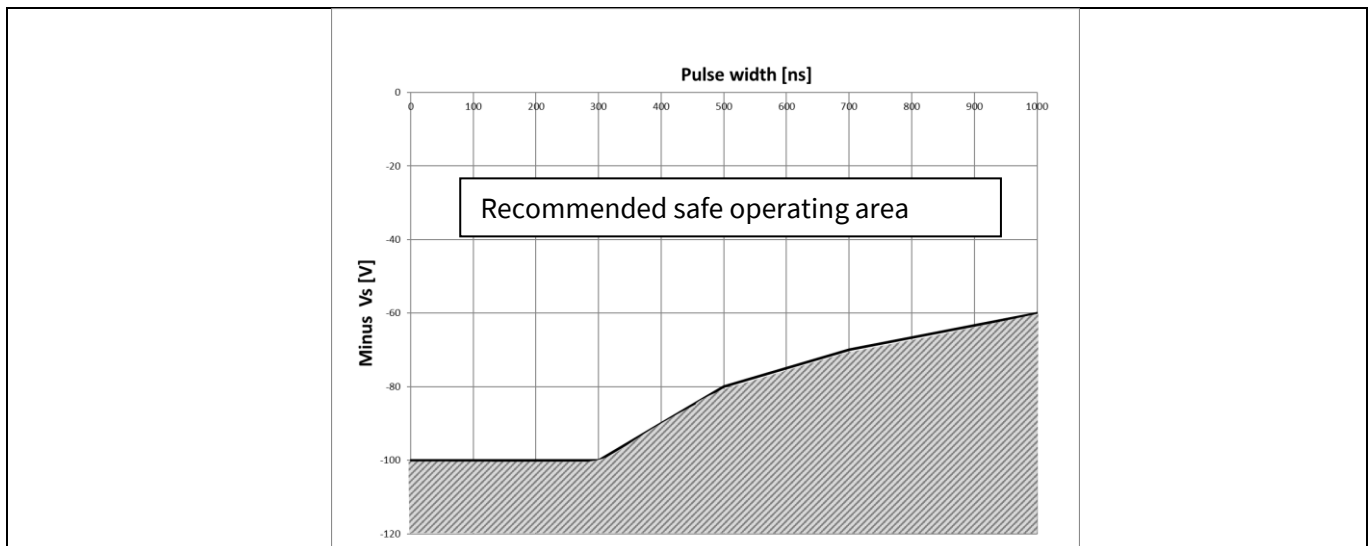 Pulse width [ns]
0
0 100 200 300 400 500 600 700 800 900 1000
-20
Recommended safe operating area
-40
Minus Vs [V]
-60
-80
-100
-120